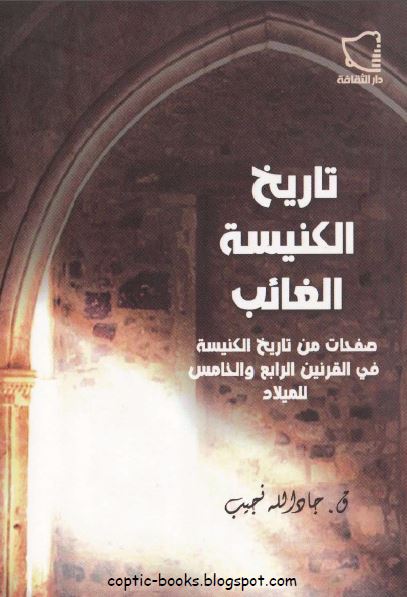 دار الثقافة
تاريخ
الكنيسة
الغائب
صفحات من تاريخ الكنيسة
في القرنين الرابع والخامس
للميلاد
ق. جاد الله نجيب
coptic-books.blogspot.com